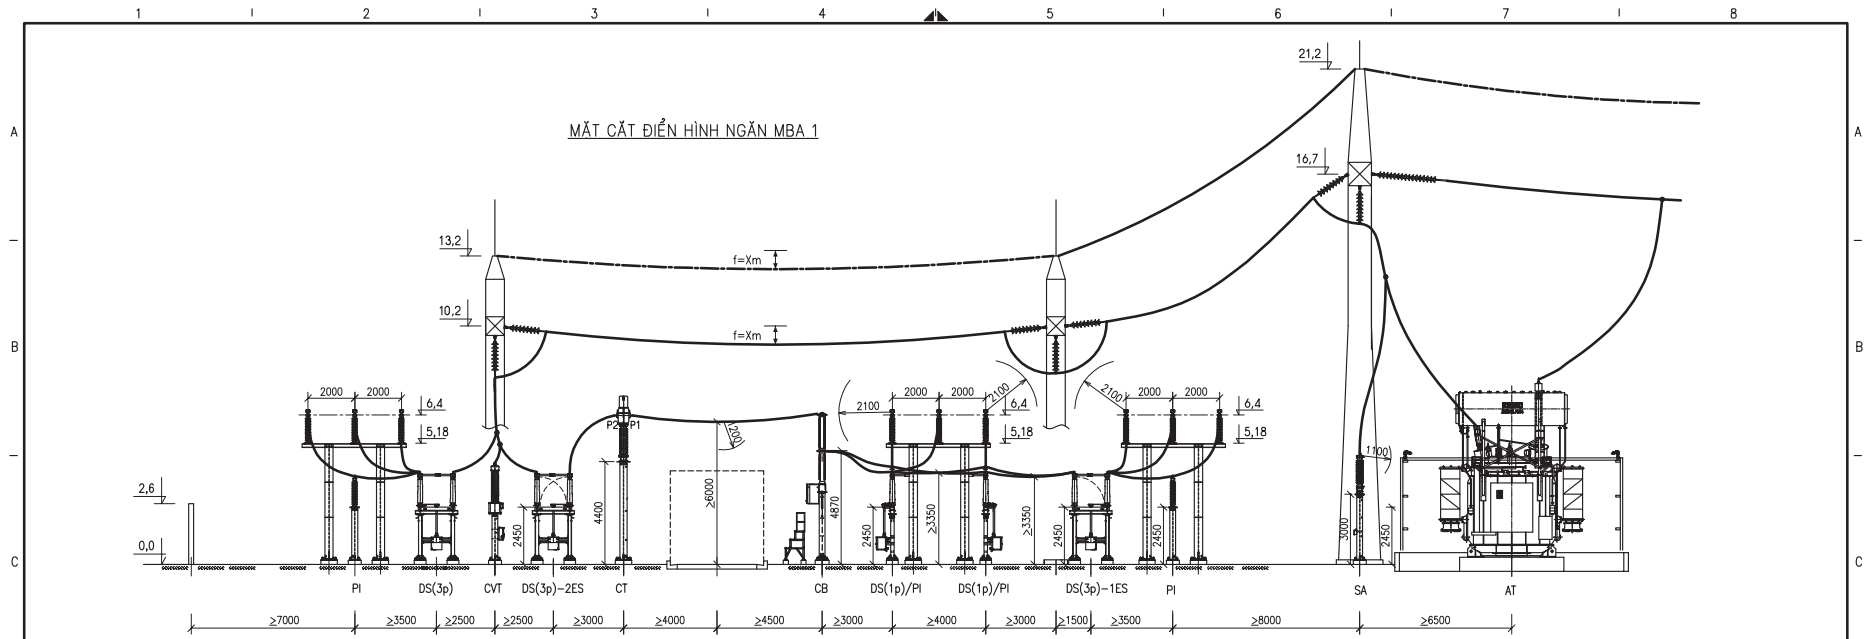 1 2 3 4 5 6 7 8
21,2
A MẶT CẮT ĐIỂN HÌNH NGĂN MBA 1 A
16,7
13,2 f=Xm
10,2 f=Xm
B B
2000 2000 6,4 2100 2000 2000 2100 6,4 2100 2000 2000 6,4
5,18 P2 P1 1200 5,18 5,18
1100
2,6 2450 4400 ≥6000 4870 2450 ≥3350 ≥3350 2450 2450 3000 2450
0,0
C C
PI DS(3p) CVT DS(3p)-2ES CT CB DS(1p)/PI DS(1p)/PI DS(3p)-1ES PI SA AT
≥7000 ≥3500 ≥2500 ≥2500 ≥3000 ≥4000 ≥4500 ≥3000 ≥4000 ≥3000 ≥1500 ≥3500 ≥8000 ≥6500